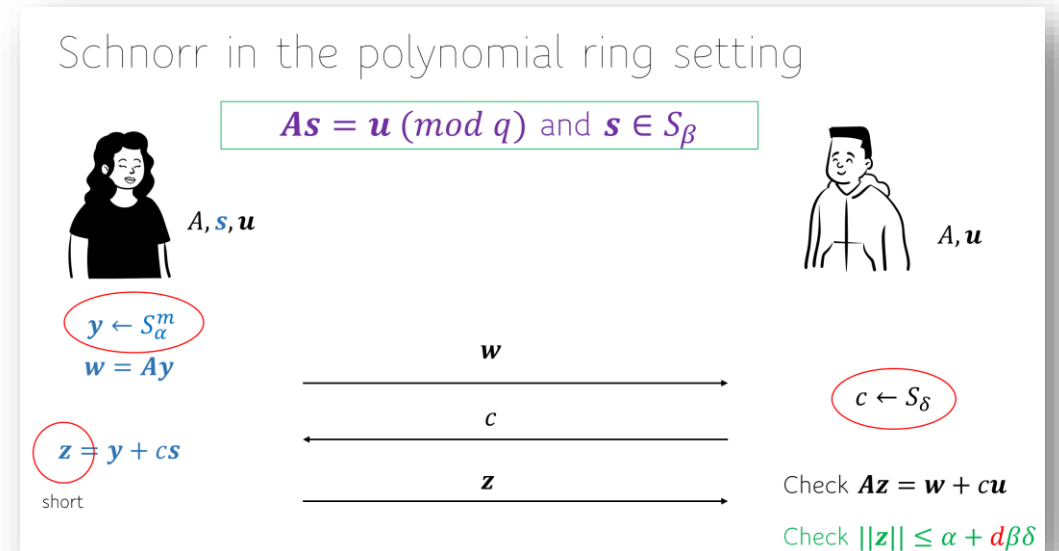 Schnorr in the polynomial ring setting
𝑨𝒔 = 𝒖 (𝑚𝑜𝑑 𝑞) and 𝒔 ∈ 𝑆_𝛽
𝐴, 𝒔, 𝒖
𝐴, 𝒖
𝒚 ← 𝑆_𝛼^𝑚
𝒘 = 𝑨𝒚
𝒘
𝑐 ← 𝑆_𝛿
𝑐
𝒛 = 𝒚 + 𝑐𝒔
short
𝒛
Check 𝑨𝒛 = 𝒘 + 𝑐𝒖
Check ||𝒛|| ≤ 𝛼 + 𝑑𝛽𝛿